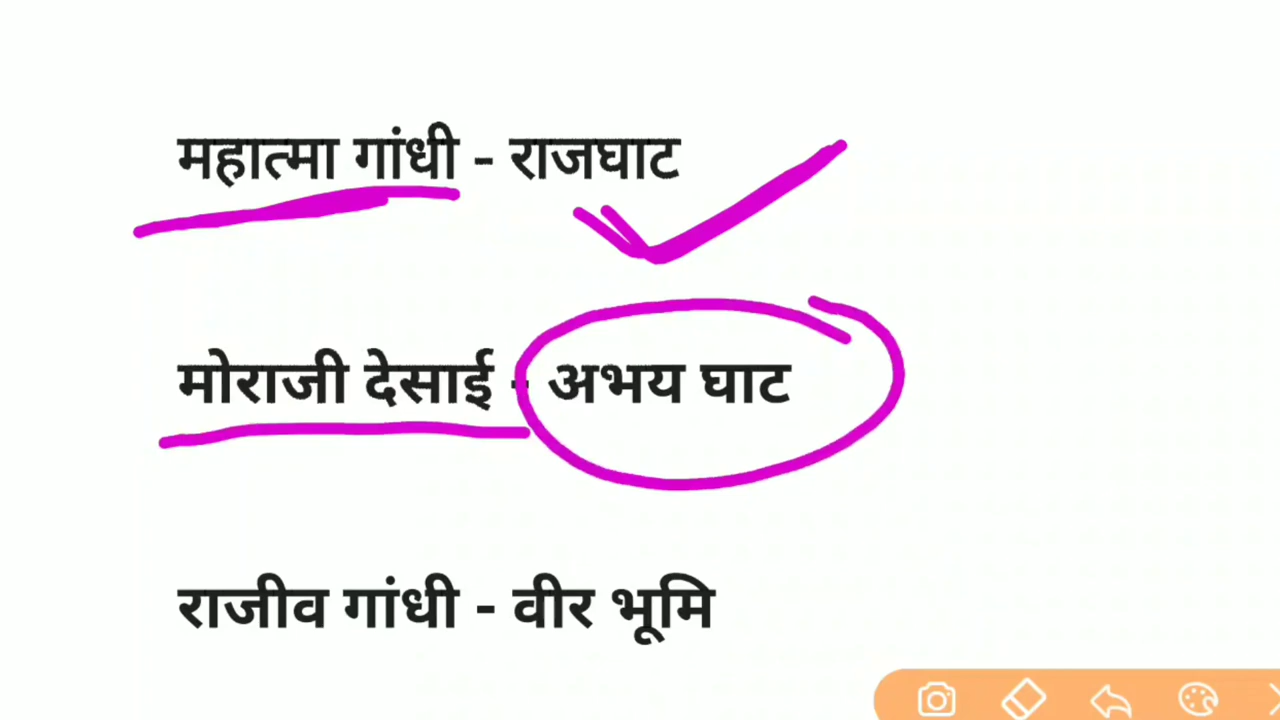 महात्मा गांधी - राजघाट
मोराजी देसाई - अभय घाट
राजीव गांधी - वीर भूमि